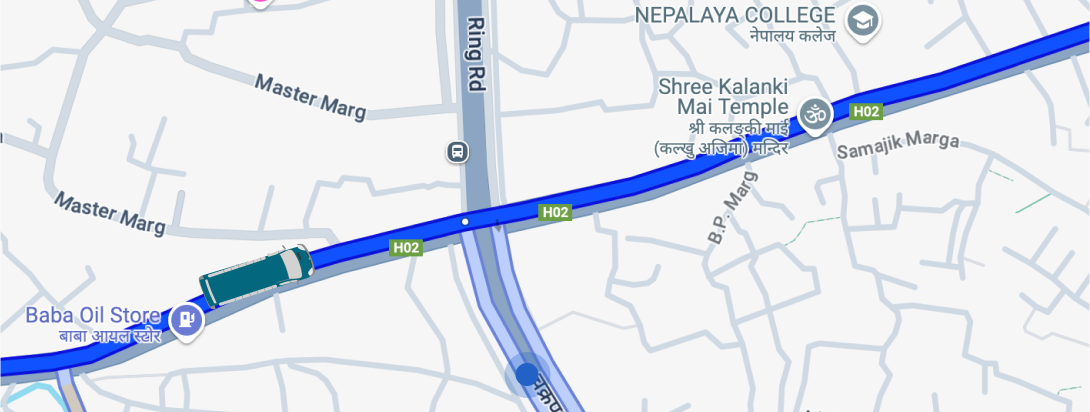 NEPALAYA COLLEGE
नेपालय कलेज
Ring Rd
Master Marg
Shree Kalanki
Mai Temple
श्री कलङ्की माई
(कल्खु अजिमा) मन्दिर
H02
Samajik Marga
B.P. Marg
Master Marg
H02
H02
Baba Oil Store
बाबा आयल स्टोर